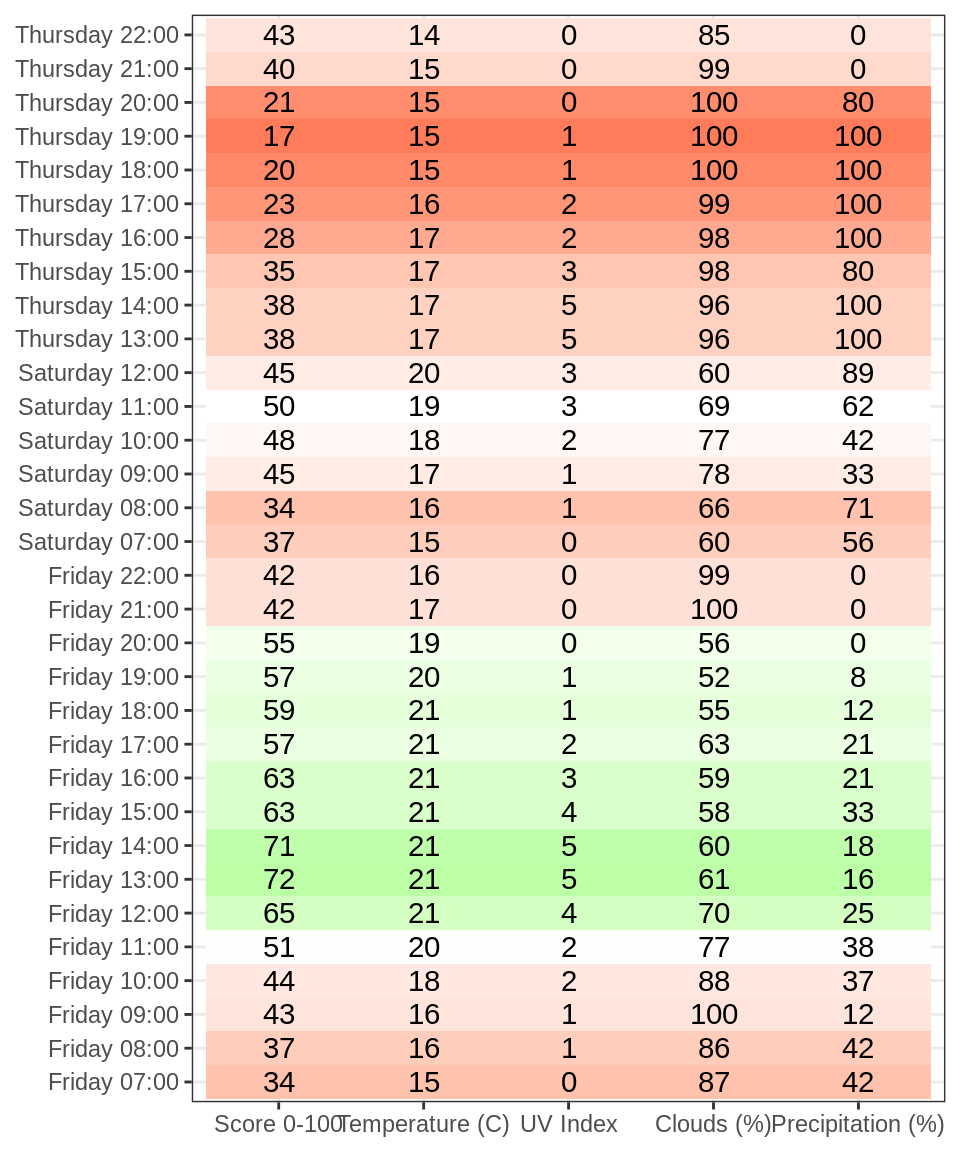 Thursday 22:00 43 14 0 85 0
Thursday 21:00 40 15 0 99 0
Thursday 20:00 21 15 0 100 80
Thursday 19:00 17 15 1 100 100
Thursday 18:00 20 15 1 100 100
Thursday 17:00 23 16 2 99 100
Thursday 16:00 28 17 2 98 100
Thursday 15:00 35 17 3 98 80
Thursday 14:00 38 17 5 96 100
Thursday 13:00 38 17 5 96 100
Saturday 12:00 45 20 3 60 89
Saturday 11:00 50 19 3 69 62
Saturday 10:00 48 18 2 77 42
Saturday 09:00 45 17 1 78 33
Saturday 08:00 34 16 1 66 71
Saturday 07:00 37 15 0 60 56
Friday 22:00 42 16 0 99 0
Friday 21:00 42 17 0 100 0
Friday 20:00 55 19 0 56 0
Friday 19:00 57 20 1 52 8
Friday 18:00 59 21 1 55 12
Friday 17:00 57 21 2 63 21
Friday 16:00 63 21 3 59 21
Friday 15:00 63 21 4 58 33
Friday 14:00 71 21 5 60 18
Friday 13:00 72 21 5 61 16
Friday 12:00 65 21 4 70 25
Friday 11:00 51 20 2 77 38
Friday 10:00 44 18 2 88 37
Friday 09:00 43 16 1 100 12
Friday 08:00 37 16 1 86 42
Friday 07:00 34 15 0 87 42
Score 0-100 Temperature (C) UV Index Clouds (%) Precipitation (%)